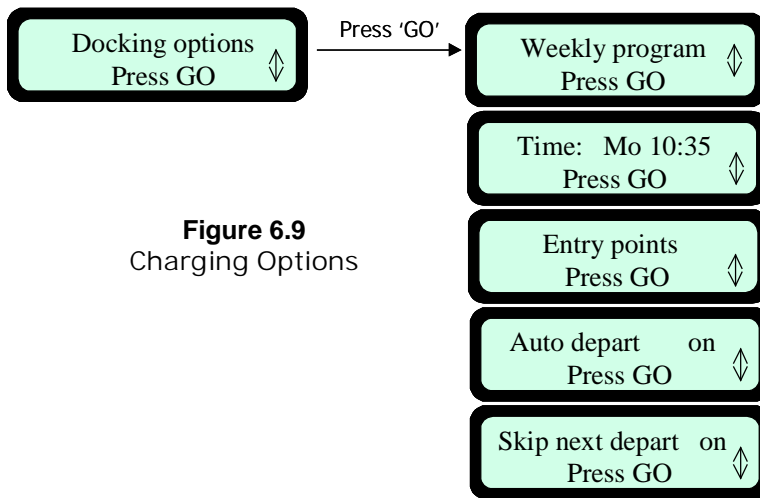 Docking options
Press GO
Press 'GO'
Weekly program
Press GO
Time: Mo 10:35
Press GO
Entry points
Press GO
Auto depart on
Press GO
Skip next depart on
Press GO
Figure 6.9
Charging Options